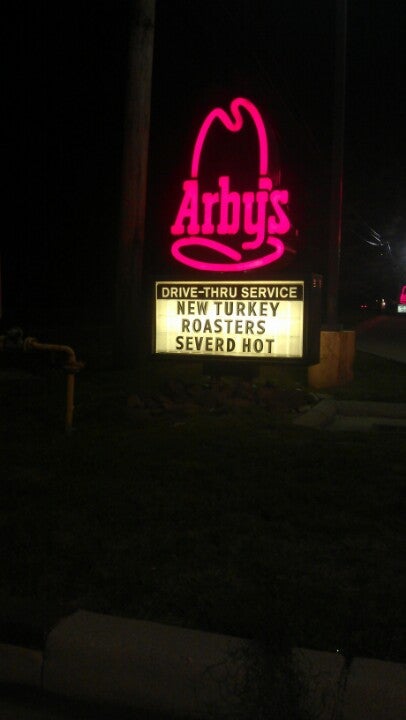 Arby's
DRIVE-THRU SERVICE
NEW TURKEY
ROASTERS
SEVERD HOT